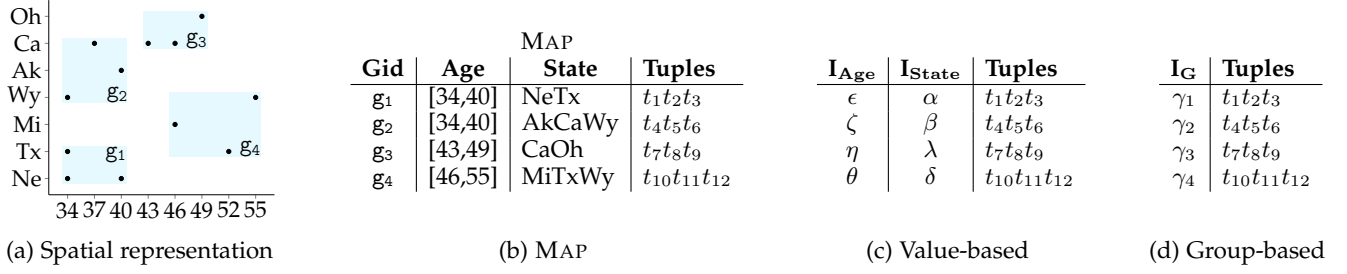 Oh
Ca
Ak
Wy
Mi
Tx
Ne
g3
g2
g1
g4
34 37 40 43 46 49 52 55
(a) Spatial representation
MAP
Gid Age State Tuples
g1 [34,40] NeTx t1t2t3
g2 [34,40] AkCaWy t4t5t6
g3 [43,49] CaOh t7t8t9
g4 [46,55] MiTxWy t10t11t12
(b) MAP
IAge IState Tuples
ϵ α t1t2t3
ζ β t4t5t6
η λ t7t8t9
θ δ t10t11t12
(c) Value-based
IG Tuples
γ1 t1t2t3
γ2 t4t5t6
γ3 t7t8t9
γ4 t10t11t12
(d) Group-based